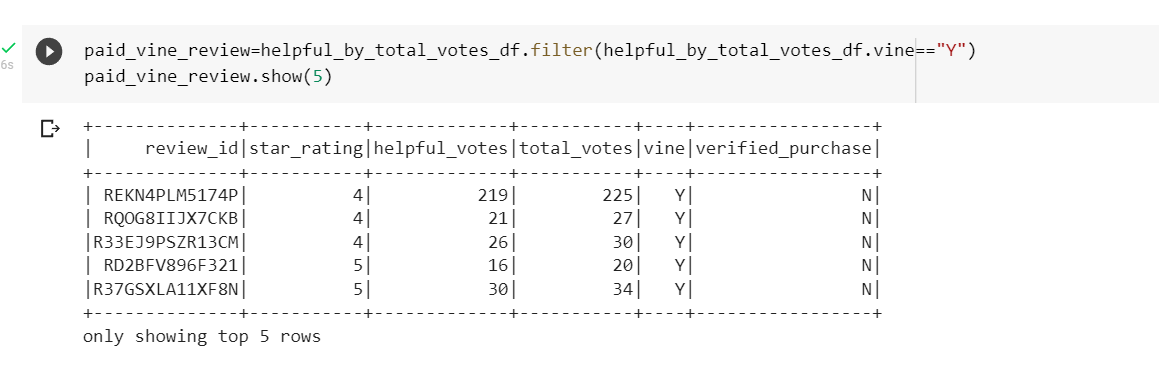 paid_vine_review=helpful_by_total_votes_df.filter(helpful_by_total_votes_df.vine=="Y")
6s
paid_vine_review.show(5)
+--------------+-----------+-------------+-----------+----+-----------------+
|     review_id|star_rating|helpful_votes|total_votes|vine|verified_purchase|
+--------------+-----------+-------------+-----------+----+-----------------+
| REKN4PLM5174P|          4|          219|        225|   Y|                N|
| RQOG8IIJX7CKB|          4|           21|         27|   Y|                N|
|R33EJ9PSZR13CM|          4|           26|         30|   Y|                N|
| RD2BFV896F321|          5|           16|         20|   Y|                N|
|R37GSXLA11XF8N|          5|           30|         34|   Y|                N|
+--------------+-----------+-------------+-----------+----+-----------------+
only showing top 5 rows